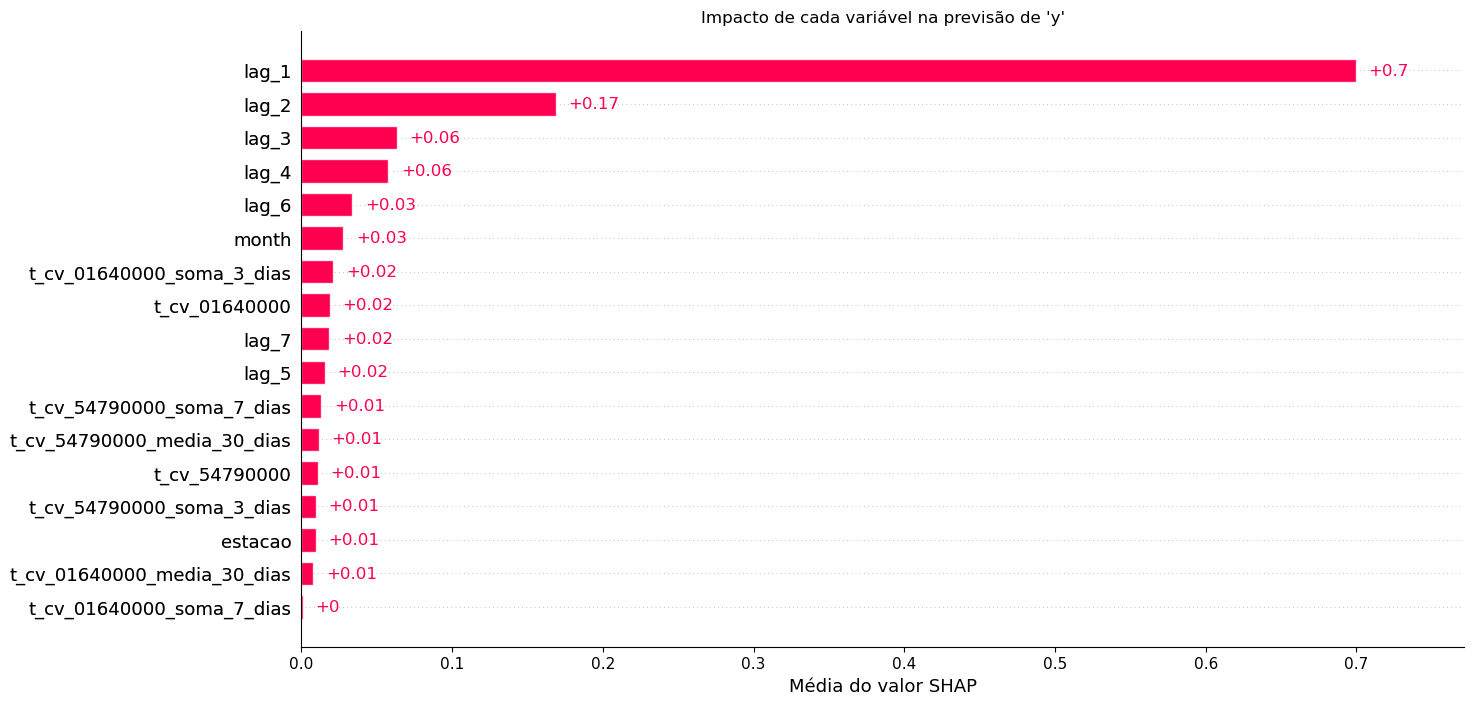 Impacto de cada variável na previsão de 'y'
lag_1 +0.7
lag_2 +0.17
lag_3 +0.06
lag_4 +0.06
lag_6 +0.03
month +0.03
t_cv_01640000_soma_3_dias +0.02
t_cv_01640000 +0.02
lag_7 +0.02
lag_5 +0.02
t_cv_54790000_soma_7_dias +0.01
t_cv_54790000_media_30_dias +0.01
t_cv_54790000 +0.01
t_cv_54790000_soma_3_dias +0.01
estacao +0.01
t_cv_01640000_media_30_dias +0.01
t_cv_01640000_soma_7_dias +0
0.0 0.1 0.2 0.3 0.4 0.5 0.6 0.7
Média do valor SHAP